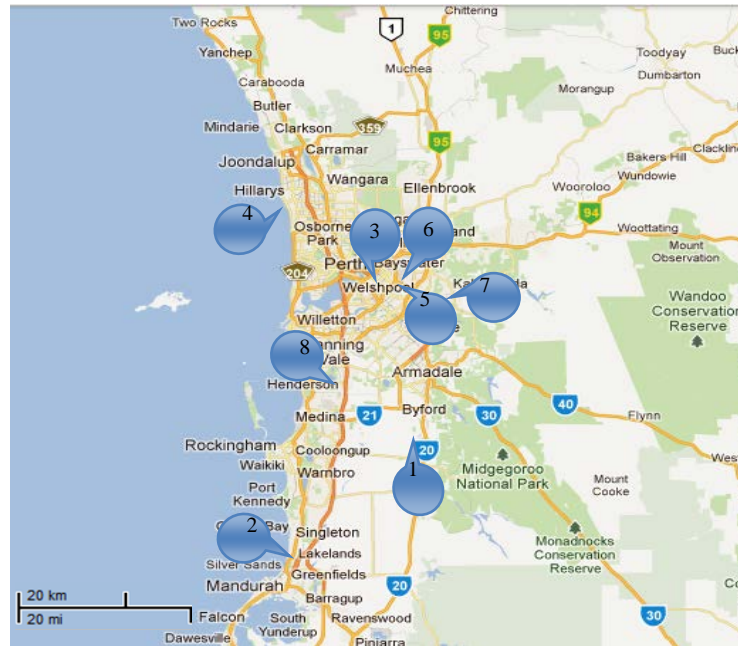 Chittering
Two Rocks
1
95
Yanchep
Muchea
Toodyay
Dumbarton
Carabooda
Morangup
Butler
Mindarie
Clarkson
359
95
Carramar
Bakers Hill
Joondalup
Wundowie
Wangara
Hillarys
Ellenbrook
Wooroloo
4
94
Osborne
Park
3
6
Woottating
Mount
Observation
Perth
Bayswater
204
Welshpool
7
5
Wandoo
Conservation
Reserve
Willetton
8
Vale
Armadale
Henderson
40
Medina
21
Byford
30
Flynn
Rockingham
Cooloongup
20
Waikiki
Warnbro
1
Midgegoroo
National Park
Mount
Cooke
Port
Kennedy
2
Bay
Singleton
Monadnocks
Conservation
Reserve
Silver Sands
Lakelands
Greenfields
Mandurah
20
20 km
20 mi
Barragup
Falcon
South
Yunderup
Ravenswood
30
Dawesville
Pinjarra